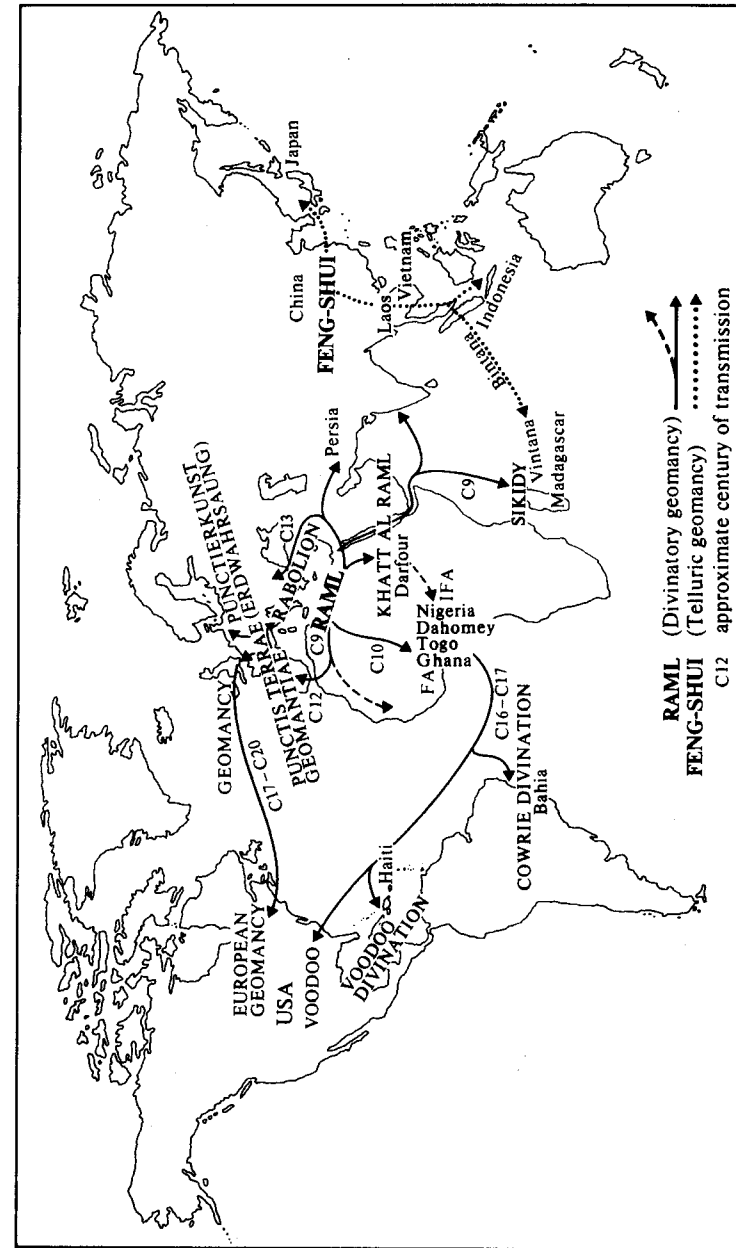 EUROPEAN
GEOMANCY
USA
VOODOO
VOODOO
DIVINATION
Haiti
C17–C20
GEOMANCY
PUNCTIERKUNST
(ERDWAHRSAUNG)
PUNCTIS TERRAE
GEOMANTIAE
RABOLION
RAML
C13
C12
C9
C10
Persia
KHATT AL RAML
Darfour
IFA
FA
Nigeria
Dahomey
Togo
Ghana
C16–C17
COWRIE DIVINATION
Bahia
C9
SIKIDY
Vintana
Madagascar
Bintana
China
FENG-SHUI
Japan
Laos
Vietnam
Indonesia
RAML (Divinatory geomancy)
FENG-SHUI (Telluric geomancy)
C12 approximate century of transmission